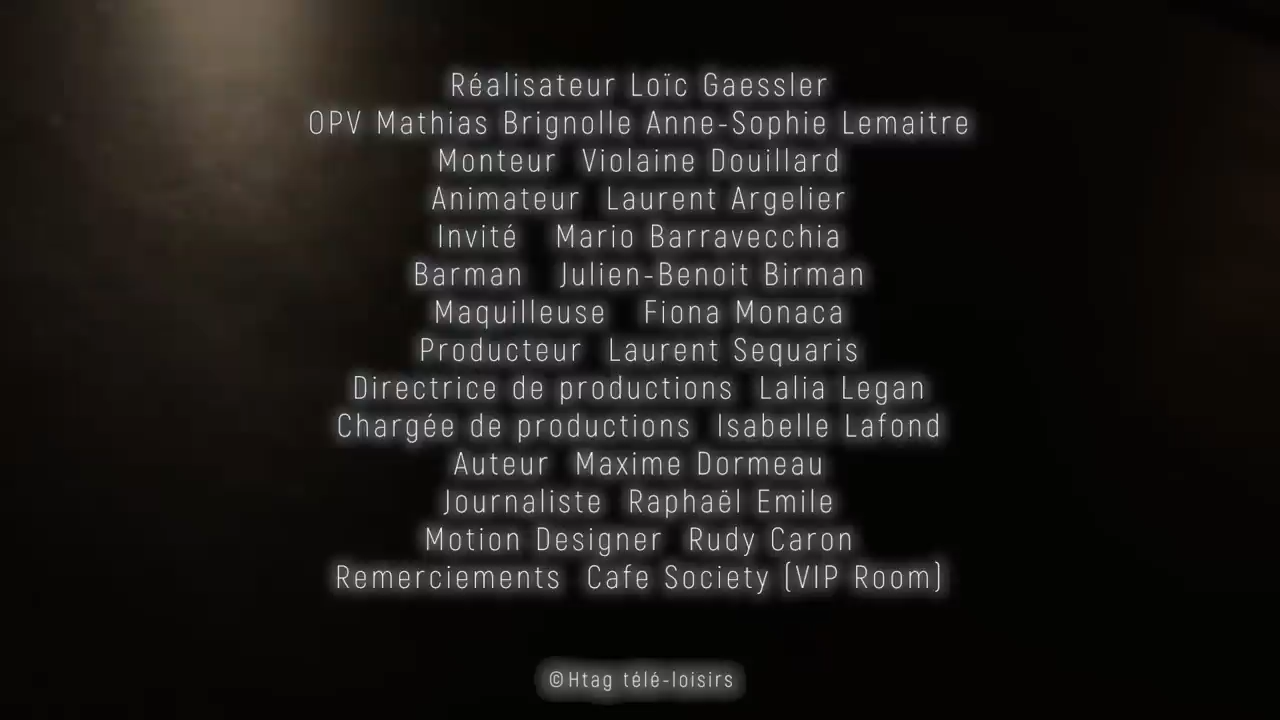 Réalisateur Loïc Gaessler
OPV Mathias Brignolle Anne-Sophie Lemaitre
Monteur Violaine Douillard
Animateur Laurent Argelier
Invité Mario Barravecchia
Barman Julien-Benoit Birman
Maquilleuse Fiona Monaca
Producteur Laurent Sequaris
Directrice de productions Lalia Legan
Chargée de productions Isabelle Lafond
Auteur Maxime Dormeau
Journaliste Raphaël Emile
Motion Designer Rudy Caron
Remerciements Cafe Society (VIP Room)
©Htag télé-loisirs